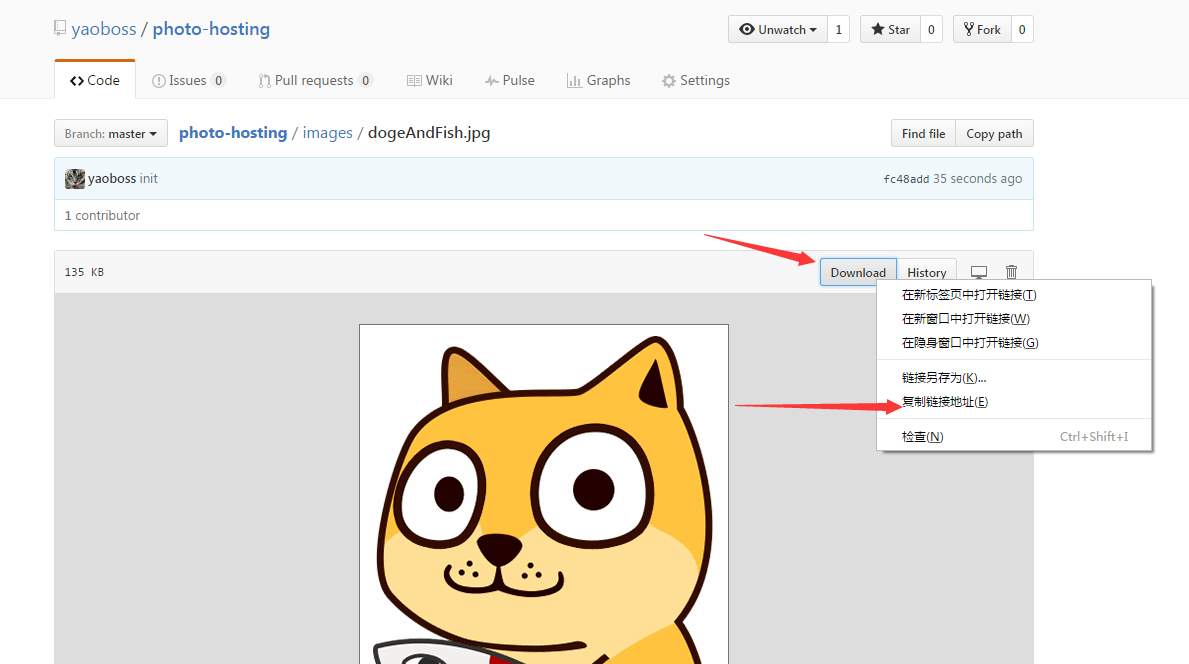 yaoboss / photo-hosting
Unwatch 1 Star 0 Fork 0
Code Issues 0 Pull requests 0 Wiki Pulse Graphs Settings
Branch: master photo-hosting / images / dogeAndFish.jpg Find file Copy path
yaoboss init fc48add 35 seconds ago
1 contributor
135 KB Download History
在新标签页中打开链接(T)
在新窗口中打开链接(W)
在隐身窗口中打开链接(G)
链接另存为(K)...
复制链接地址(E)
检查(N) Ctrl+Shift+I